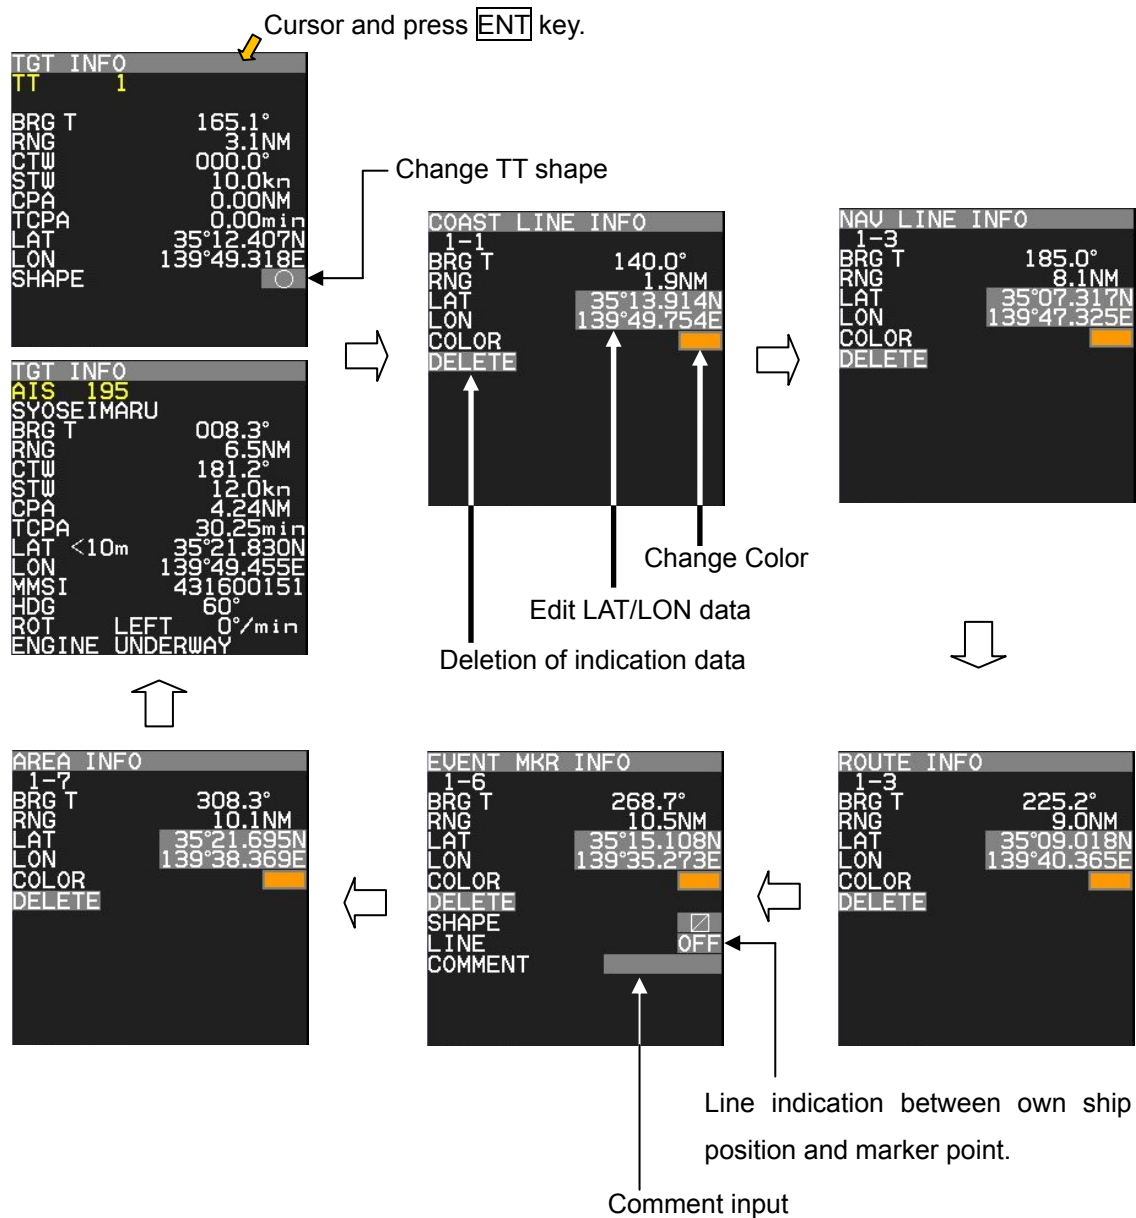 Cursor and press ENT key.
TGT INFO
TT 1
BRG T 165.1°
RNG 3.1NM
CTW 000.0°
STW 10.0kn
CPA 0.00NM
TCPA 0.00min
LAT 35°12.407N
LON 139°49.318E
SHAPE
Change TT shape
TGT INFO
AIS 195
SYOSEIMARU
BRG T 008.3°
RNG 6.5NM
CTW 181.2°
STW 12.0kn
CPA 4.24NM
TCPA 30.25min
LAT <10m 35°21.830N
LON 139°49.455E
MMSI 431600151
HDG 60°
ROT LEFT 0°/min
ENGINE UNDERWAY
COAST LINE INFO
1-1
BRG T 140.0°
RNG 1.9NM
LAT 35°13.914N
LON 139°49.754E
COLOR
DELETE
Change Color
Edit LAT/LON data
Deletion of indication data
NAV LINE INFO
1-3
BRG T 185.0°
RNG 8.1NM
LAT 35°07.317N
LON 139°47.325E
COLOR
DELETE
AREA INFO
1-7
BRG T 308.3°
RNG 10.1NM
LAT 35°21.695N
LON 139°38.369E
COLOR
DELETE
EVENT MKR INFO
1-6
BRG T 268.7°
RNG 10.5NM
LAT 35°15.108N
LON 139°35.273E
COLOR
DELETE
SHAPE
LINE OFF
COMMENT
ROUTE INFO
1-3
BRG T 225.2°
RNG 9.0NM
LAT 35°09.018N
LON 139°40.365E
COLOR
DELETE
Line indication between own ship
position and marker point.
Comment input